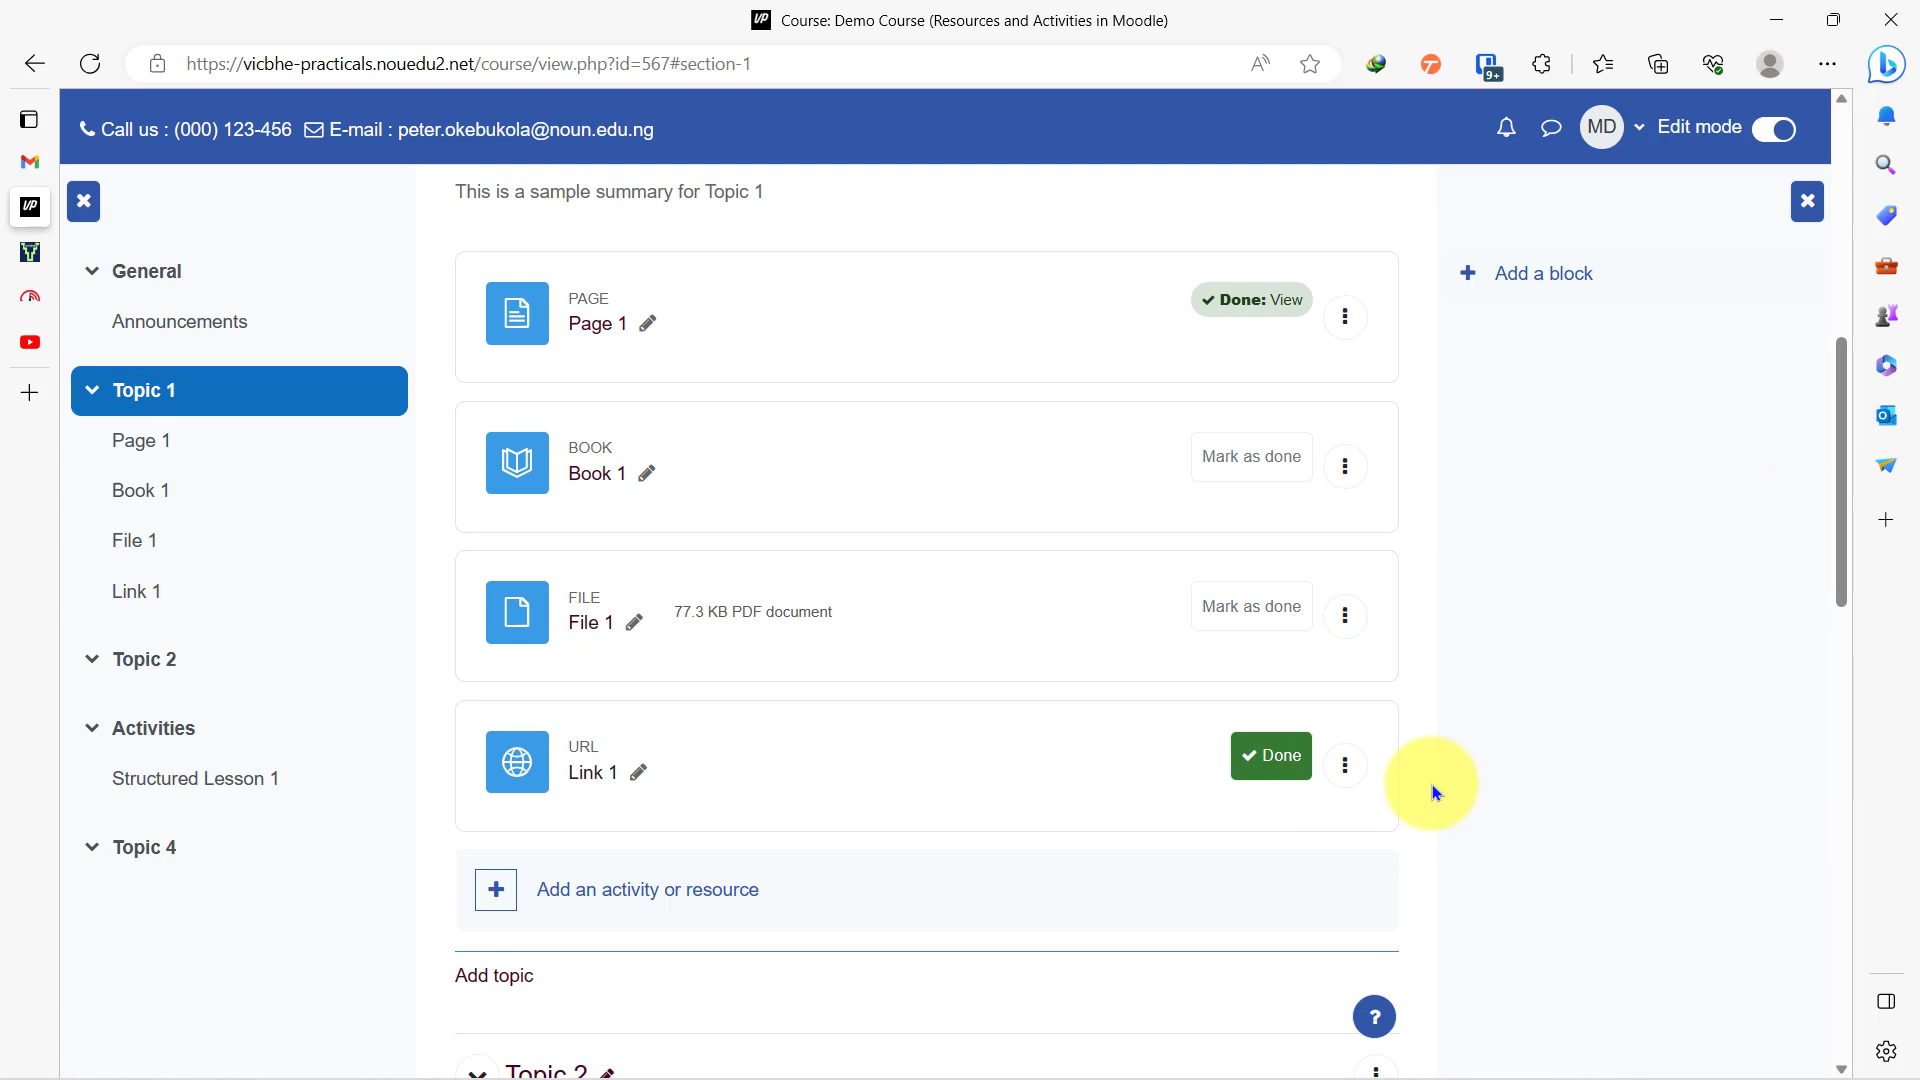 Course: Demo Course (Resources and Activities in Moodle)
https://vicbhe-practicals.nouedu2.net/course/view.php?id=567#section-1
9+
Call us : (000) 123-456 E-mail : peter.okebukola@noun.edu.ng
MD
Edit mode
This is a sample summary for Topic 1
General
Announcements
Topic 1
Page 1
Book 1
File 1
Link 1
Topic 2
Activities
Structured Lesson 1
Topic 4
PAGE
Page 1
Done: View
BOOK
Book 1
Mark as done
FILE
File 1
77.3 KB PDF document
Mark as done
URL
Link 1
Done
+ Add an activity or resource
Add topic
?
Topic 2
+ Add a block